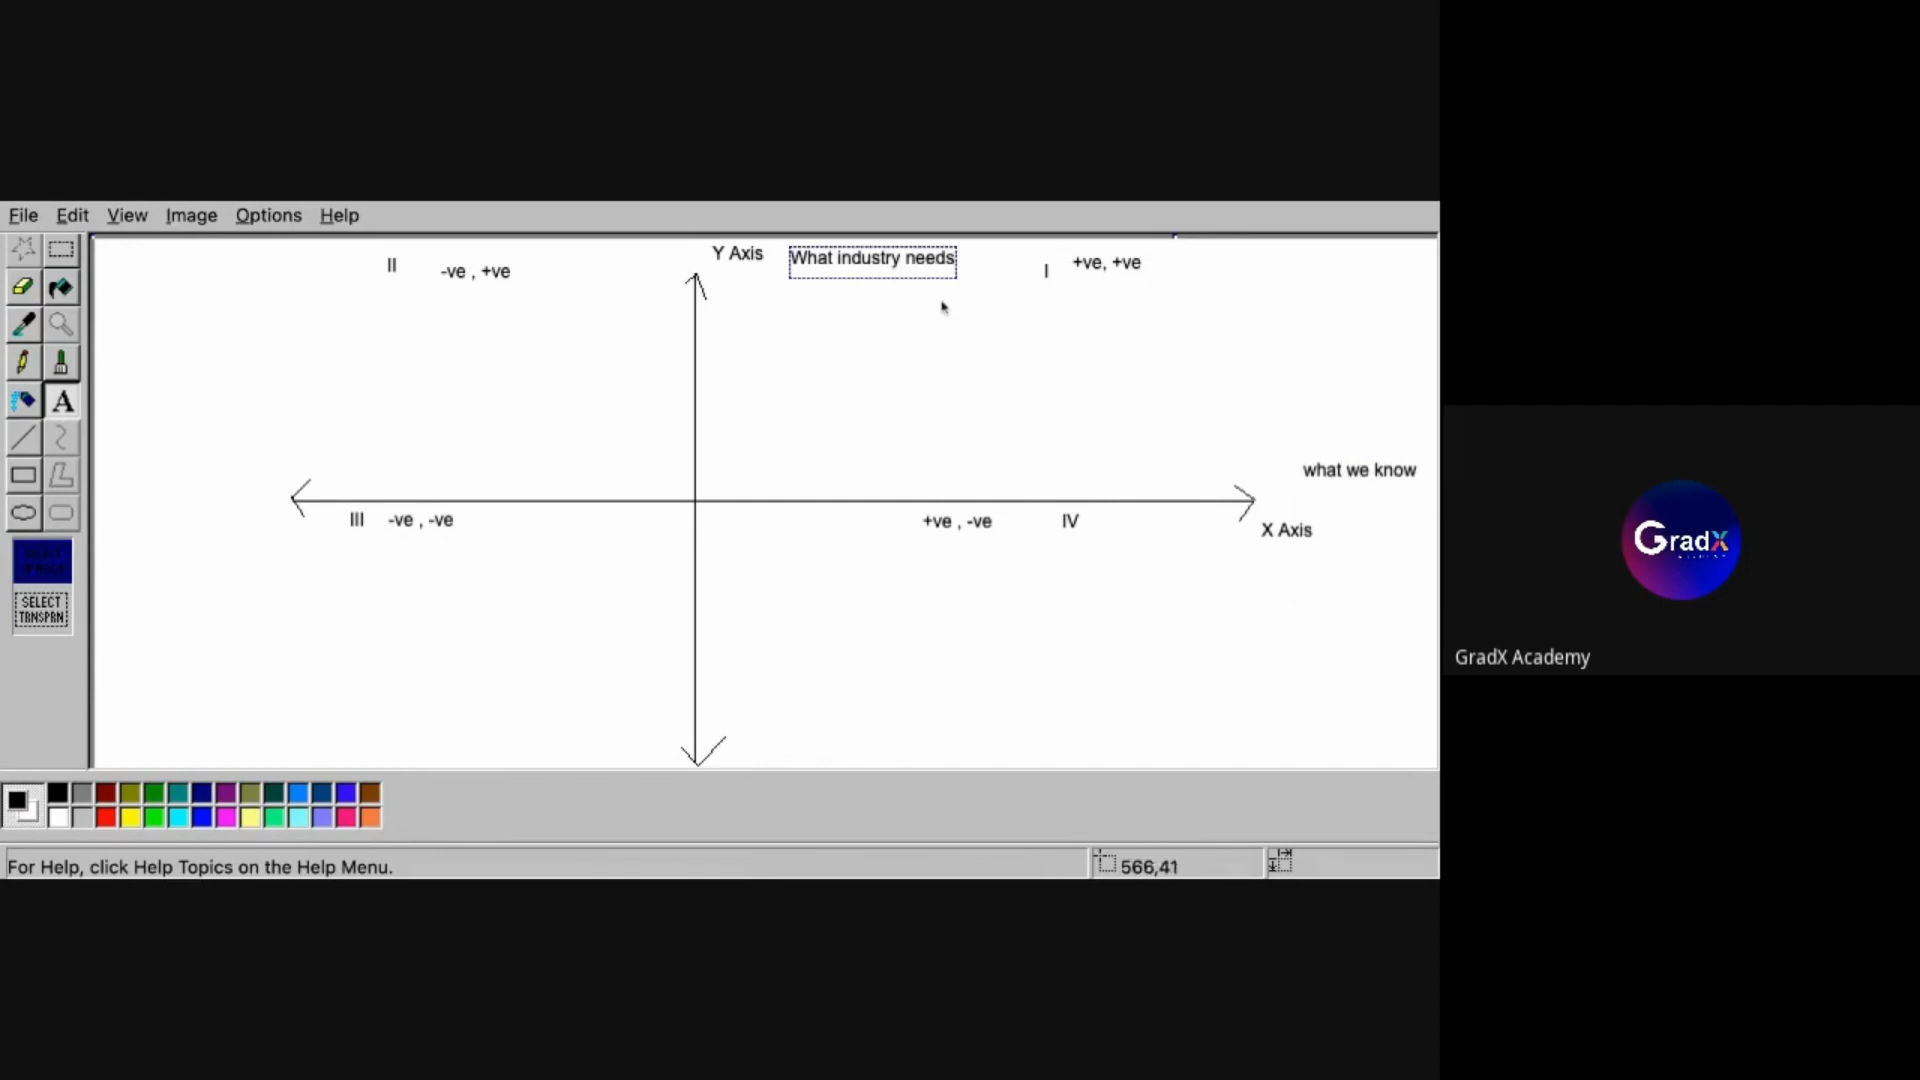 File Edit View Image Options Help
Y Axis
What industry needs
II
-ve , +ve
I
+ve, +ve
what we know
III
-ve , -ve
+ve , -ve
IV
X Axis
A
SELECT
TRNSPRN
For Help, click Help Topics on the Help Menu.
566,41
GradX
GradX Academy